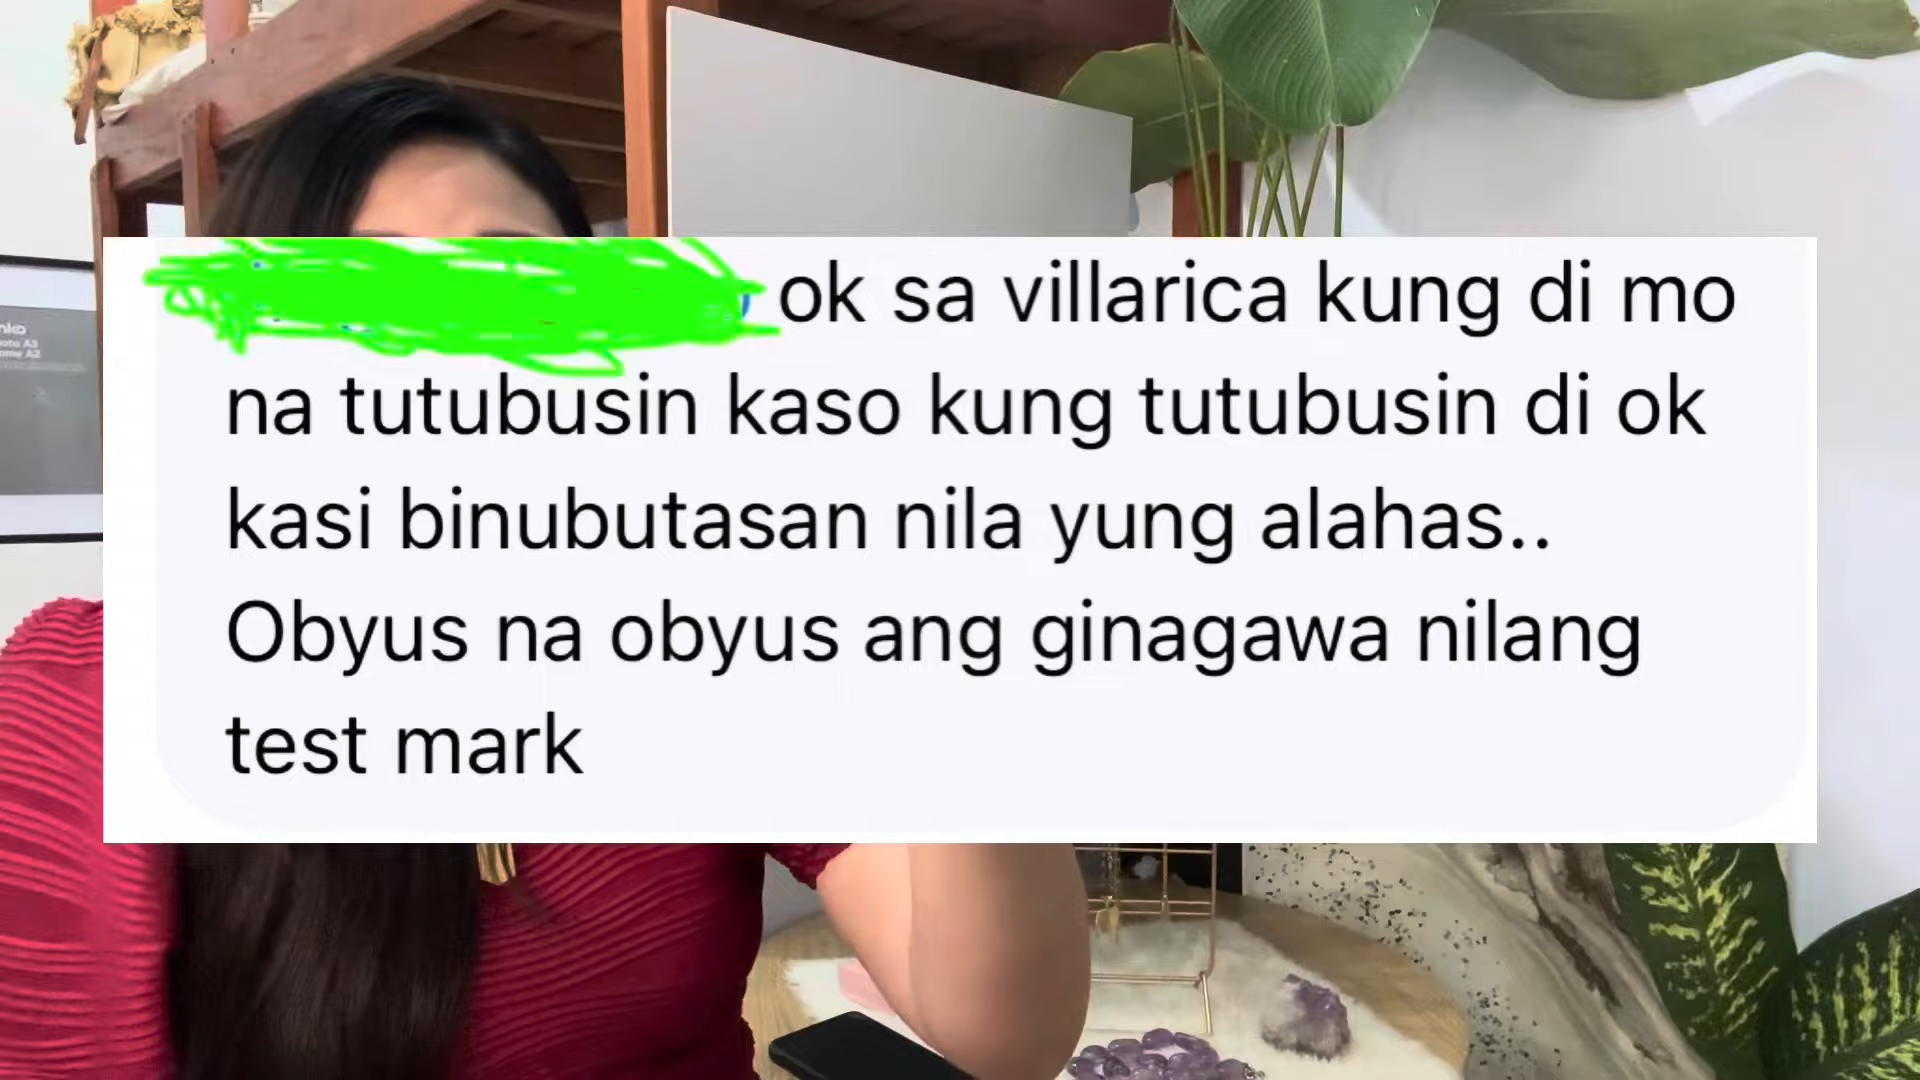 ok sa villarica kung di mo
na tutubusin kaso kung tutubusin di ok
kasi binubutasan nila yung alahas..
Obyus na obyus ang ginagawa nilang
test mark